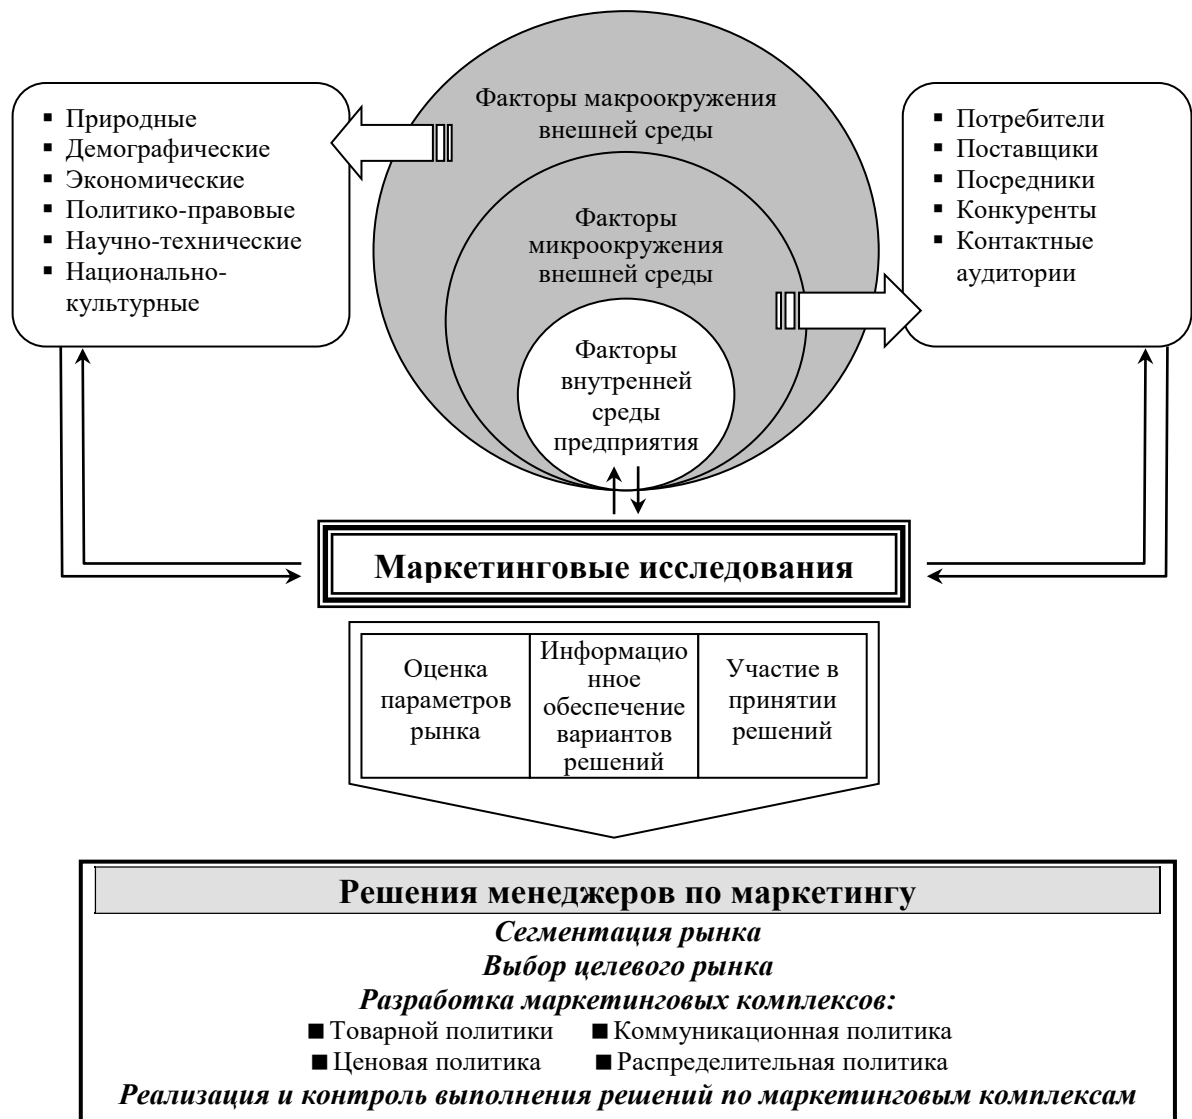 Факторы макроокружения
внешней среды
▪ Природные
▪ Демографические
▪ Экономические
▪ Политико-правовые
▪ Научно-технические
▪ Национально-
культурные
Факторы
микроокружения
внешней среды
▪ Потребители
▪ Поставщики
▪ Посредники
▪ Конкуренты
▪ Контактные
аудитории
Факторы
внутренней
среды
предприятия
Маркетинговые исследования
Оценка
параметров
рынка
Информацио
нное
обеспечение
вариантов
решений
Участие в
принятии
решений
Решения менеджеров по маркетингу
Сегментация рынка
Выбор целевого рынка
Разработка маркетинговых комплексов:
■ Товарной политики ■ Коммуникационная политика
■ Ценовая политика ■ Распределительная политика
Реализация и контроль выполнения решений по маркетинговым комплексам